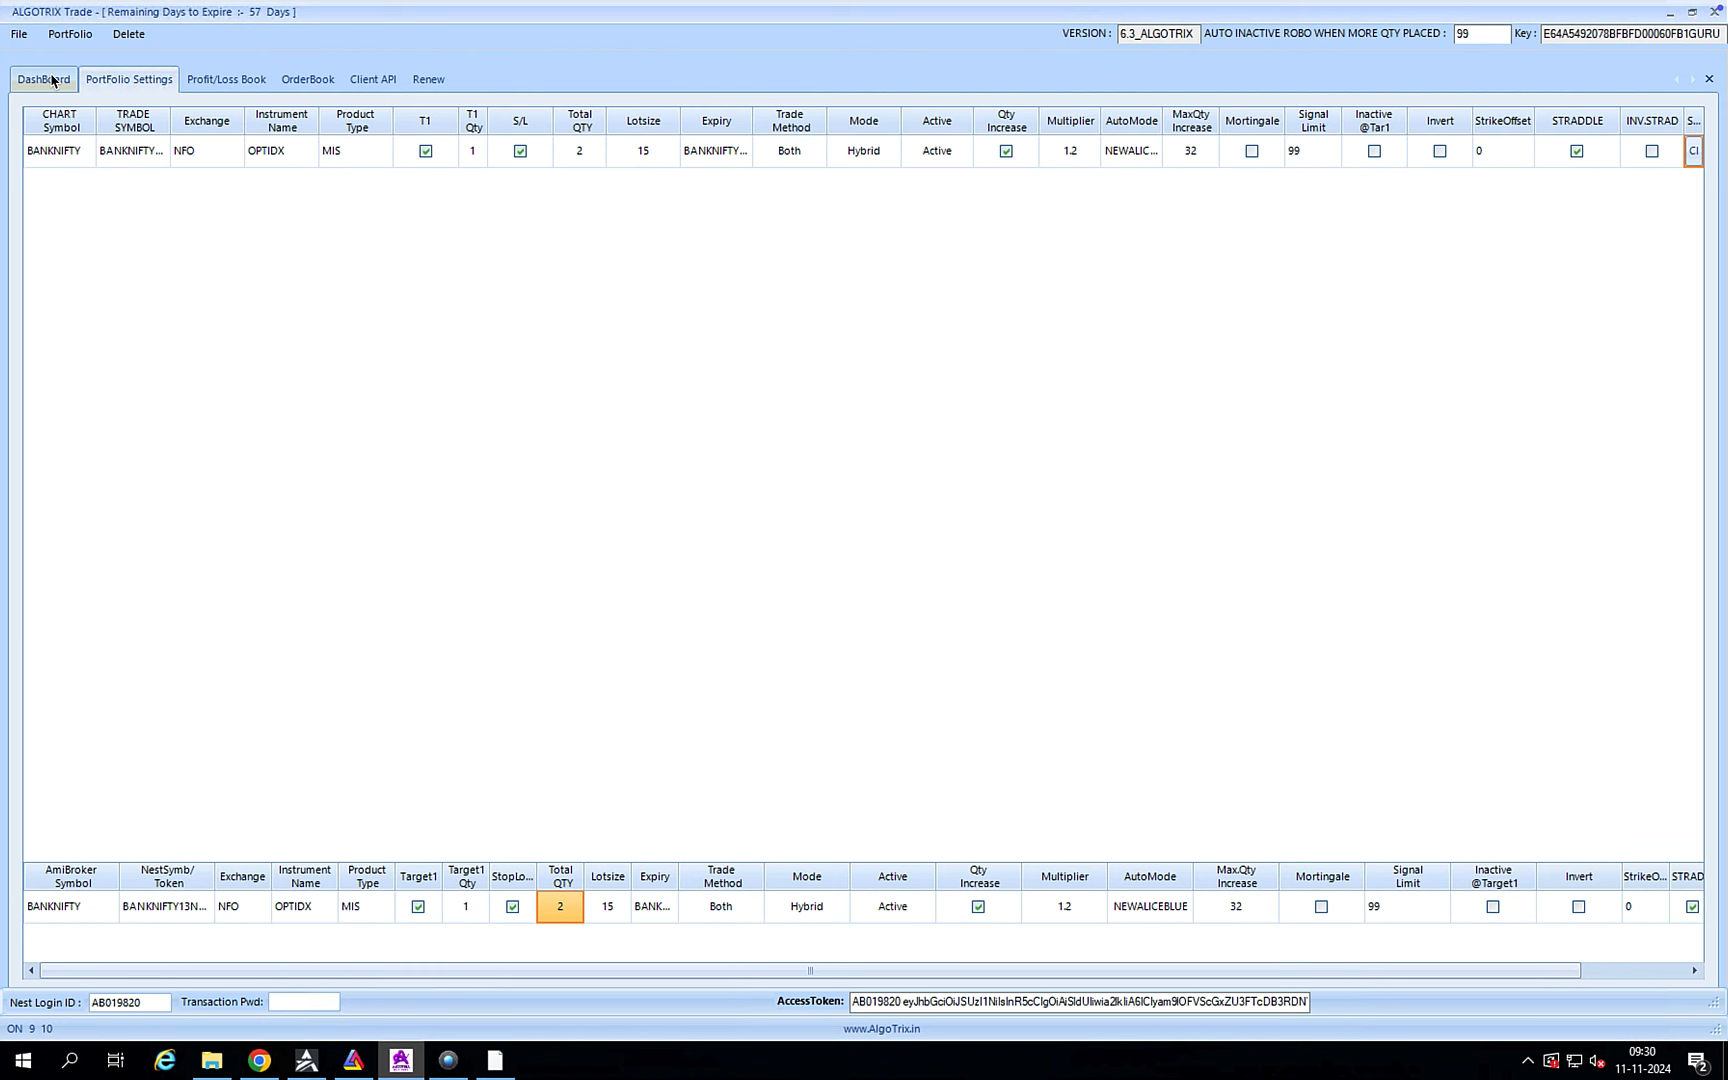 ALGOTRIX Trade - [ Remaining Days to Expire :- 57 Days ]
File PortFolio Delete VERSION : 6.3_ALGOTRIX AUTO INACTIVE ROBO WHEN MORE QTY PLACED : 99 Key : E64A5492078BFBFD00060FB1GURU
DashBoard PortFolio Settings Profit/Loss Book OrderBook Client API Renew
CHART Symbol TRADE SYMBOL Exchange Instrument Name Product Type T1 T1 Qty S/L Total QTY Lotsize Expiry Trade Method Mode Active Qty Increase Multiplier AutoMode MaxQty Increase Mortingale Signal Limit Inactive @Tar1 Invert StrikeOffset STRADDLE INV.STRAD S...
BANKNIFTY BANKNIFTY... NFO OPTIDX MIS 1 2 15 BANKNIFTY... Both Hybrid Active 1.2 NEWALIC... 32 99 0 Cl
AmiBroker Symbol NestSymb/ Token Exchange Instrument Name Product Type Target1 Target1 Qty StopLo... Total QTY Lotsize Expiry Trade Method Mode Active Qty Increase Multiplier AutoMode Max.Qty Increase Mortingale Signal Limit Inactive @Target1 Invert StrikeO... STRAD
BANKNIFTY BANKNIFTY13N... NFO OPTIDX MIS 1 2 15 BANK... Both Hybrid Active 1.2 NEWALICEBLUE 32 99 0
Nest Login ID : AB019820 Transaction Pwd: AccessToken: AB019820
ON 9 10 www.AlgoTrix.in
09:30
11-11-2024
2